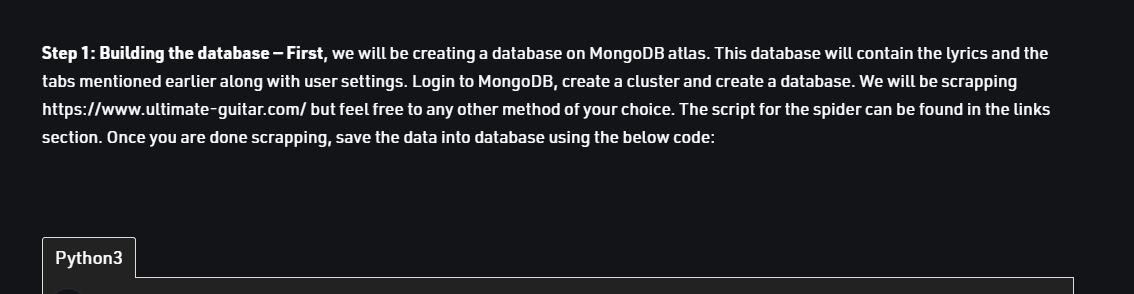 Step 1: Building the database – First, we will be creating a database on MongoDB atlas. This database will contain the lyrics and the
tabs mentioned earlier along with user settings. Login to MongoDB, create a cluster and create a database. We will be scrapping
https://www.ultimate-guitar.com/ but feel free to any other method of your choice. The script for the spider can be found in the links
section. Once you are done scrapping, save the data into database using the below code:
Python3